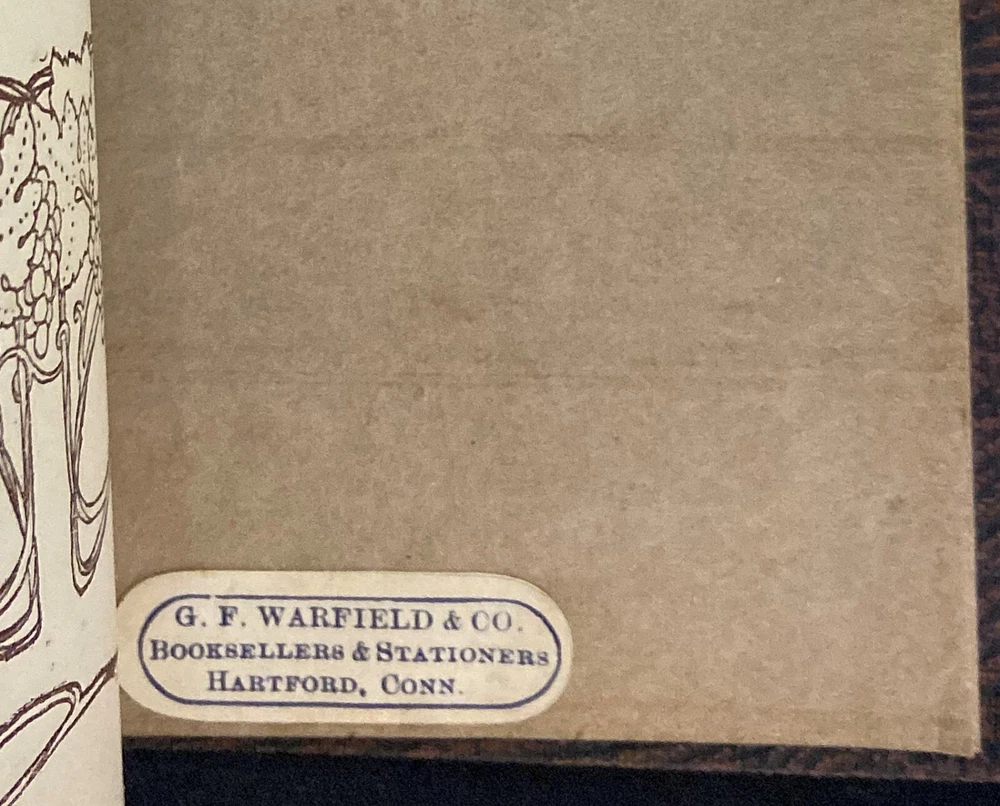 G. F. WARFIELD & CO.
BOOKSELLERS & STATIONERS
HARTFORD, CONN.